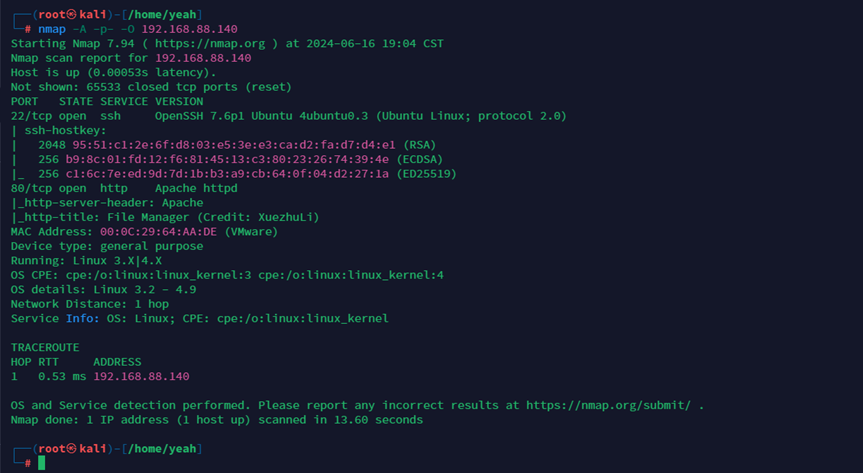 ┌──(root㉿kali)-[/home/yeah]
└─# nmap -A -p- -O 192.168.88.140
Starting Nmap 7.94 ( https://nmap.org ) at 2024-06-16 19:04 CST
Nmap scan report for 192.168.88.140
Host is up (0.00053s latency).
Not shown: 65533 closed tcp ports (reset)
PORT   STATE SERVICE VERSION
22/tcp open  ssh     OpenSSH 7.6p1 Ubuntu 4ubuntu0.3 (Ubuntu Linux; protocol 2.0)
| ssh-hostkey:
|   2048 95:51:c1:2e:6f:d8:03:e5:3e:e3:ca:d2:fa:d7:d4:e1 (RSA)
|   256 b9:8c:01:fd:12:f6:81:45:13:c3:80:23:26:74:39:4e (ECDSA)
|_  256 c1:6c:7e:ed:9d:7d:1b:b3:a9:cb:64:0f:04:d2:27:1a (ED25519)
80/tcp open  http    Apache httpd
|_http-server-header: Apache
|_http-title: File Manager (Credit: XuezhuLi)
MAC Address: 00:0C:29:64:AA:DE (VMware)
Device type: general purpose
Running: Linux 3.X|4.X
OS CPE: cpe:/o:linux:linux_kernel:3 cpe:/o:linux:linux_kernel:4
OS details: Linux 3.2 - 4.9
Network Distance: 1 hop
Service Info: OS: Linux; CPE: cpe:/o:linux:linux_kernel
TRACEROUTE
HOP RTT     ADDRESS
1   0.53 ms 192.168.88.140
OS and Service detection performed. Please report any incorrect results at https://nmap.org/submit/ .
Nmap done: 1 IP address (1 host up) scanned in 13.60 seconds
┌──(root㉿kali)-[/home/yeah]
└─#